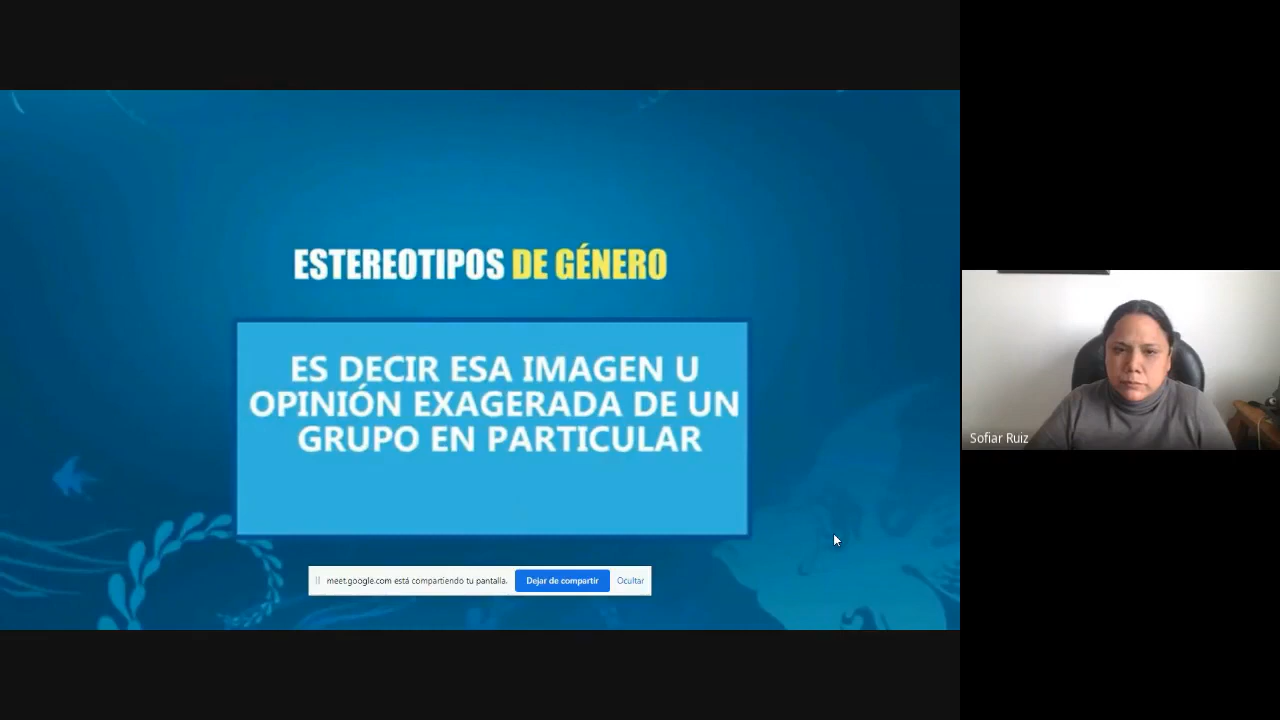 ESTEREOTIPOS DE GÉNERO
ES DECIR ESA IMAGEN U
OPINIÓN EXAGERADA DE UN
GRUPO EN PARTICULAR
meet.google.com está compartiendo tu pantalla.
Dejar de compartir
Ocultar
Sofiar Ruiz